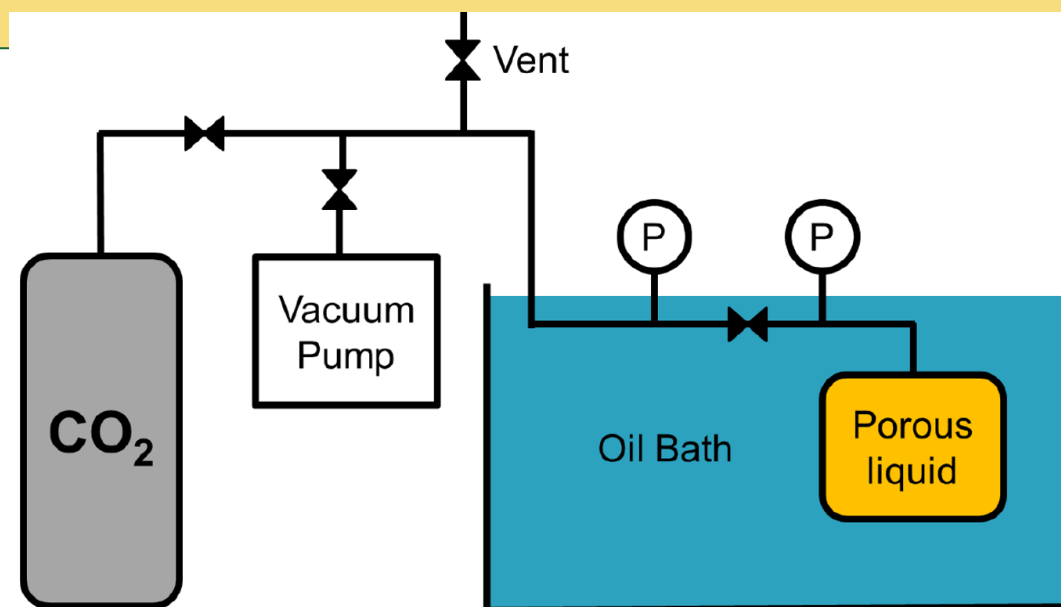 Vent
P
P
Vacuum
Pump
CO₂
Oil Bath
Porous
liquid